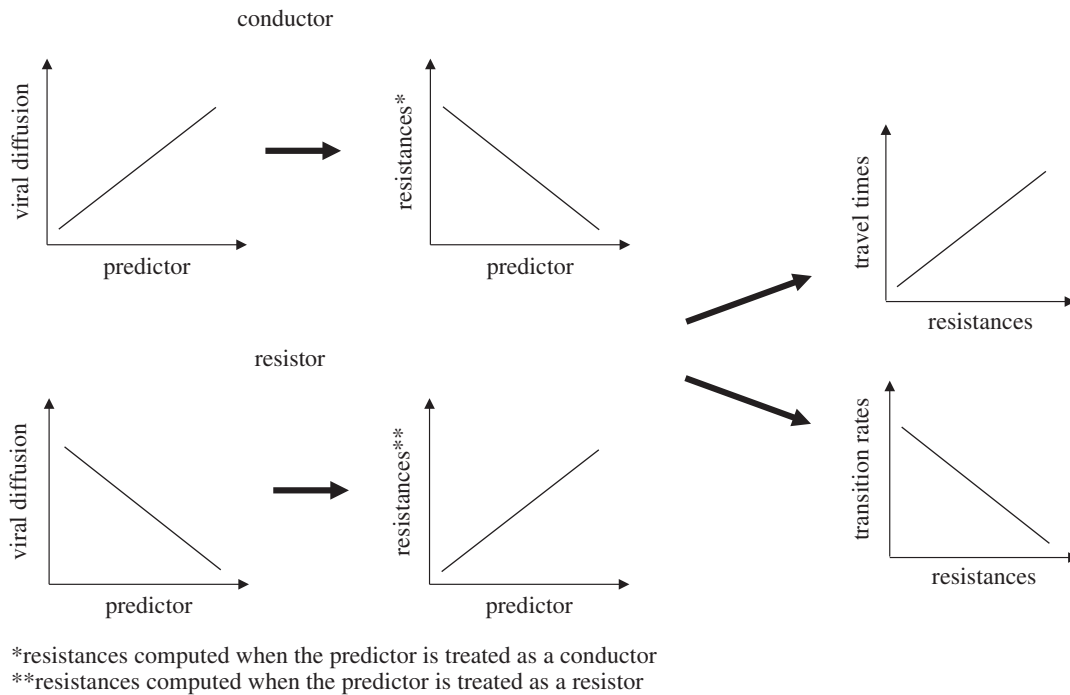 conductor
viral diffusion
predictor
resistances*
predictor
travel times
resistances
resistor
viral diffusion
predictor
resistances**
predictor
transition rates
resistances
*resistances computed when the predictor is treated as a conductor
**resistances computed when the predictor is treated as a resistor